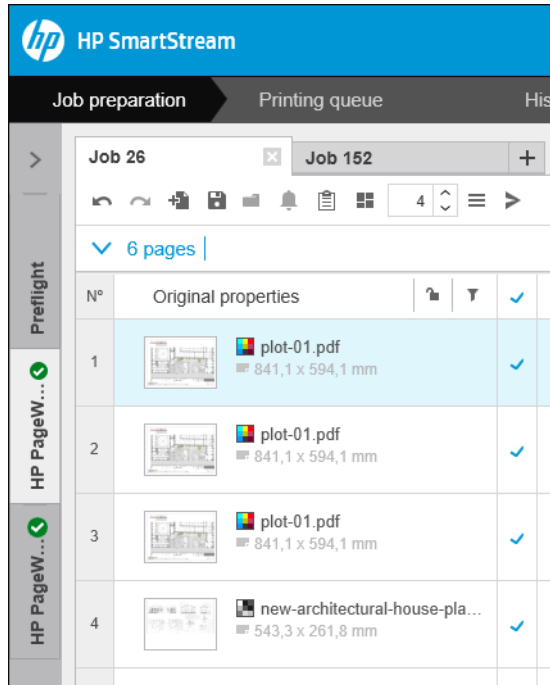 hp HP SmartStream
Job preparation Printing queue His
Job 26 Job 152 +
4
6 pages
Nº Original properties
1 plot-01.pdf
841,1 x 594,1 mm
2 plot-01.pdf
841,1 x 594,1 mm
3 plot-01.pdf
841,1 x 594,1 mm
4 new-architectural-house-pla...
543,3 x 261,8 mm
Preflight
HP PageW...
HP PageW...